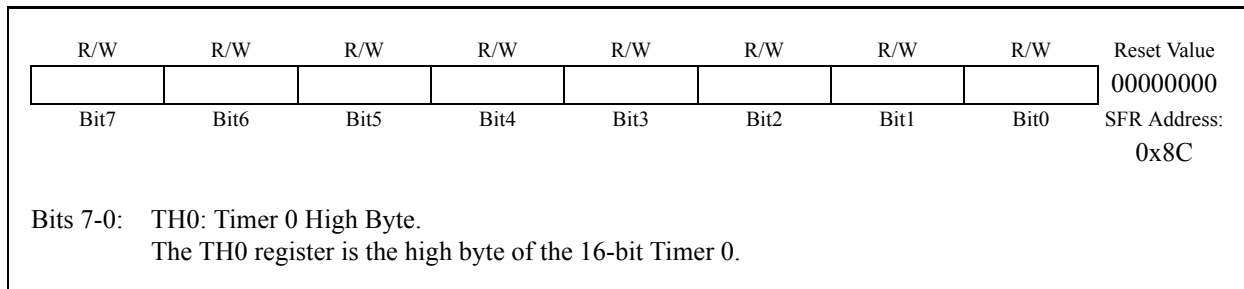 R/W R/W R/W R/W R/W R/W R/W R/W Reset Value
00000000
Bit7 Bit6 Bit5 Bit4 Bit3 Bit2 Bit1 Bit0 SFR Address:
0x8C
Bits 7-0: TH0: Timer 0 High Byte.
The TH0 register is the high byte of the 16-bit Timer 0.